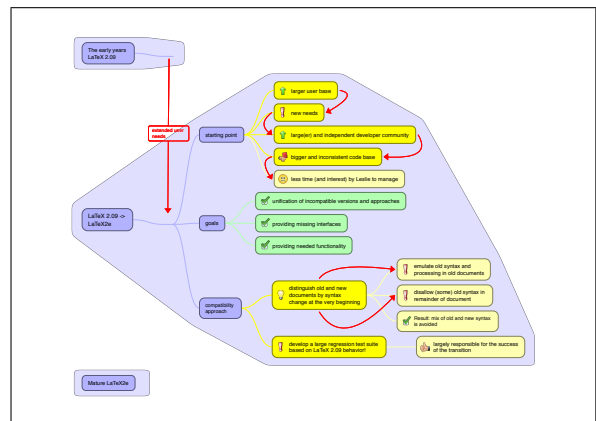 The early years
LaTeX 2.09
extended user
needs
larger user base
new needs
starting point
large(er) and independent developer community
bigger and inconsistent code base
less time (and interest) by Leslie to manage
LaTeX 2.09 ->
LaTeX2e
goals
unification of incompatible versions and approaches
providing missing interfaces
providing needed functionality
compatibility
approach
distinguish old and new
documents by syntax
change at the very beginning
emulate old syntax and
processing in old documents
disallow (some) old syntax in
remainder of document
Result: mix of old and new syntax
is avoided
develop a large regression test suite
based on LaTeX 2.09 behavior!
largely responsible for the success
of the transition
Mature LaTeX2e